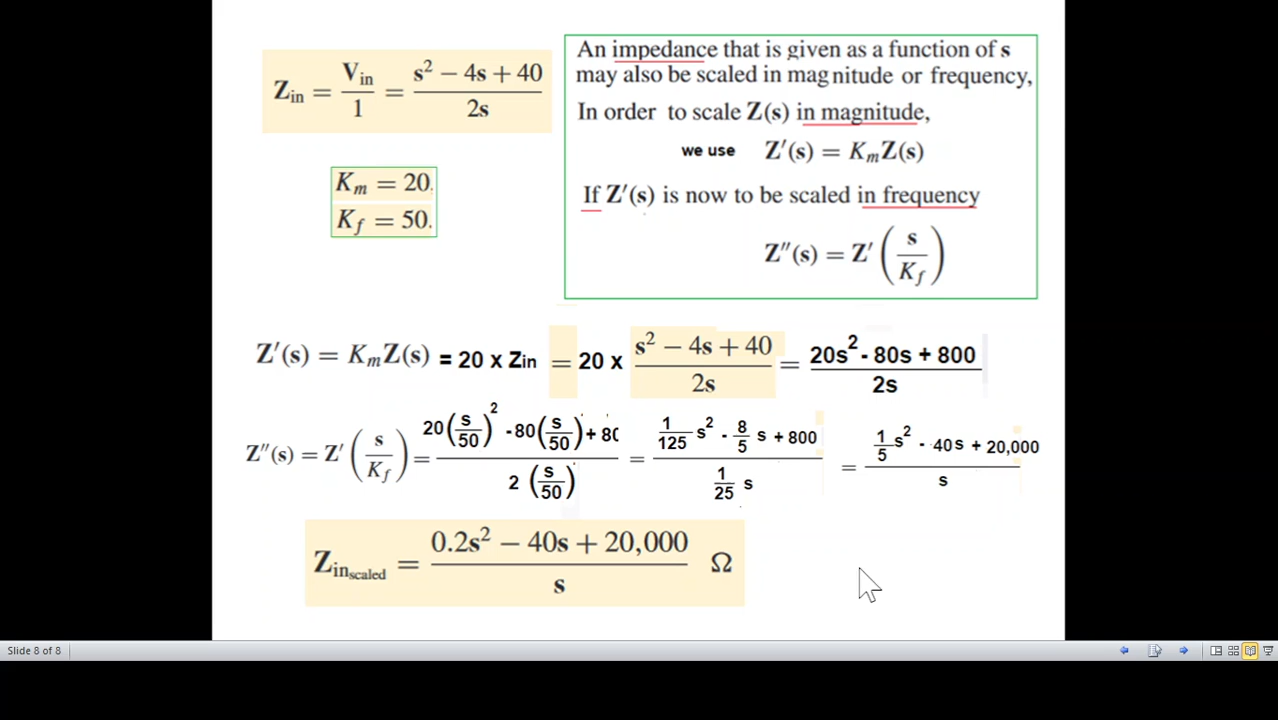 Zin = Vin/1 = (s² − 4s + 40)/2s
Km = 20.
Kf = 50.
An impedance that is given as a function of s
may also be scaled in magnitude or frequency,
In order to scale Z(s) in magnitude,
we use Z′(s) = KmZ(s)
If Z′(s) is now to be scaled in frequency
Z″(s) = Z′(s/Kf)
Z′(s) = KmZ(s) = 20 x Zin = 20 x (s² − 4s + 40)/2s = (20s² - 80s + 800)/2s
Z″(s) = Z′(s/Kf) = (20(s/50)² -80(s/50) + 80)/(2(s/50)) = (1/125 s² - 8/5 s + 800)/(1/25 s) = (1/5 s² - 40s + 20,000)/s
Zin scaled = (0.2s² − 40s + 20,000)/s Ω
Slide 8 of 8